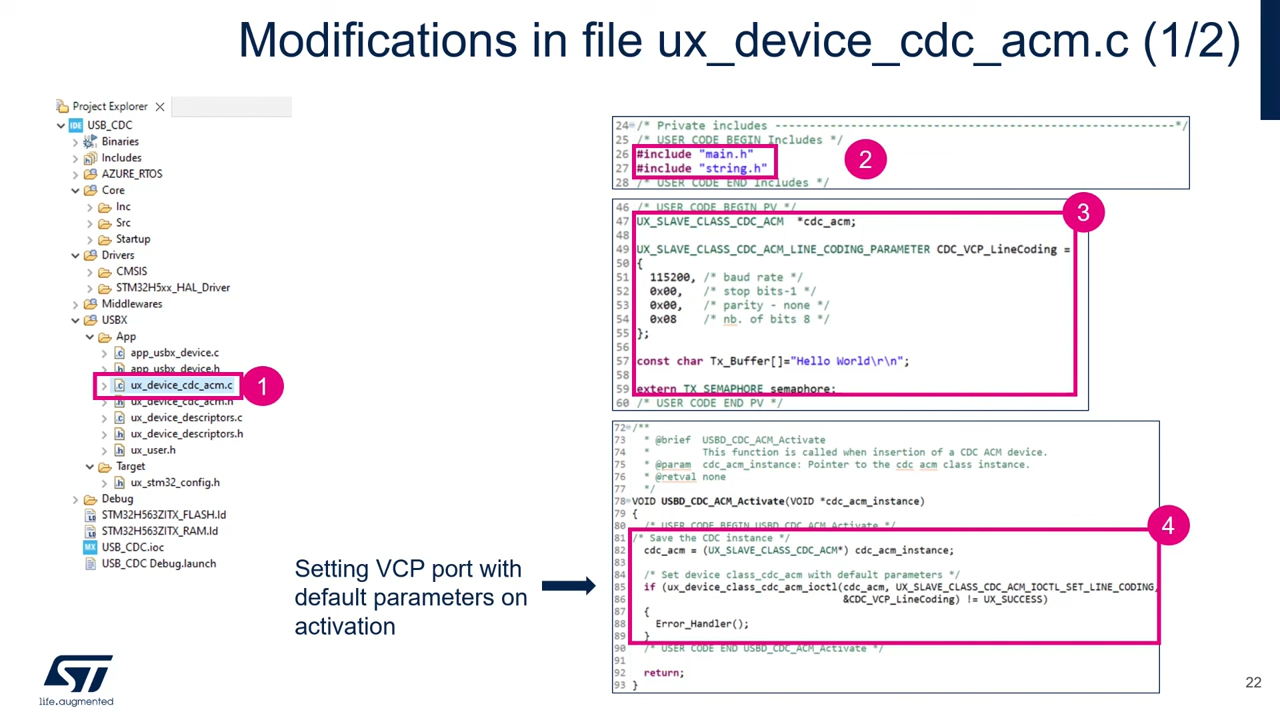 Modifications in file ux_device_cdc_acm.c (1/2)
Project Explorer
USB_CDC
Binaries
Includes
AZURE_RTOS
Core
Inc
Src
Startup
Drivers
CMSIS
STM32H5xx_HAL_Driver
Middlewares
USBX
App
app_usbx_device.c
app_usbx_device.h
ux_device_cdc_acm.c
1
ux_device_cdc_acm.h
ux_device_descriptors.c
ux_device_descriptors.h
ux_user.h
Target
ux_stm32_config.h
Debug
STM32H563ZITX_FLASH.ld
STM32H563ZITX_RAM.ld
USB_CDC.ioc
USB_CDC Debug.launch
24 /* Private includes ----------------------------------------------------------*/
25 /* USER CODE BEGIN Includes */
26 #include "main.h"
27 #include "string.h"
28 /* USER CODE END Includes */
2
46 /* USER CODE BEGIN PV */
47 UX_SLAVE_CLASS_CDC_ACM *cdc_acm;
48
49 UX_SLAVE_CLASS_CDC_ACM_LINE_CODING_PARAMETER CDC_VCP_LineCoding =
50 {
51 115200, /* baud rate */
52 0x00, /* stop bits-1 */
53 0x00, /* parity - none */
54 0x08 /* nb. of bits 8 */
55 };
56
57 const char Tx_Buffer[]="Hello World\r\n";
58
59 extern TX_SEMAPHORE semaphore;
60 /* USER CODE END PV */
3
72 /**
73 * @brief USBD_CDC_ACM_Activate
74 * This function is called when insertion of a CDC ACM device.
75 * @param cdc_acm_instance: Pointer to the cdc acm class instance.
76 * @retval none
77 */
78 VOID USBD_CDC_ACM_Activate(VOID *cdc_acm_instance)
79 {
80 /* USER CODE BEGIN USBD_CDC_ACM_Activate */
81 /* Save the CDC instance */
82 cdc_acm = (UX_SLAVE_CLASS_CDC_ACM*) cdc_acm_instance;
83
84 /* Set device class_cdc_acm with default parameters */
85 if (ux_device_class_cdc_acm_ioctl(cdc_acm, UX_SLAVE_CLASS_CDC_ACM_IOCTL_SET_LINE_CODING,
86 &CDC_VCP_LineCoding) != UX_SUCCESS)
87 {
88 Error_Handler();
89 }
90 /* USER CODE END USBD_CDC_ACM_Activate */
91
92 return;
93 }
4
Setting VCP port with
default parameters on
activation
ST
life.augmented
22